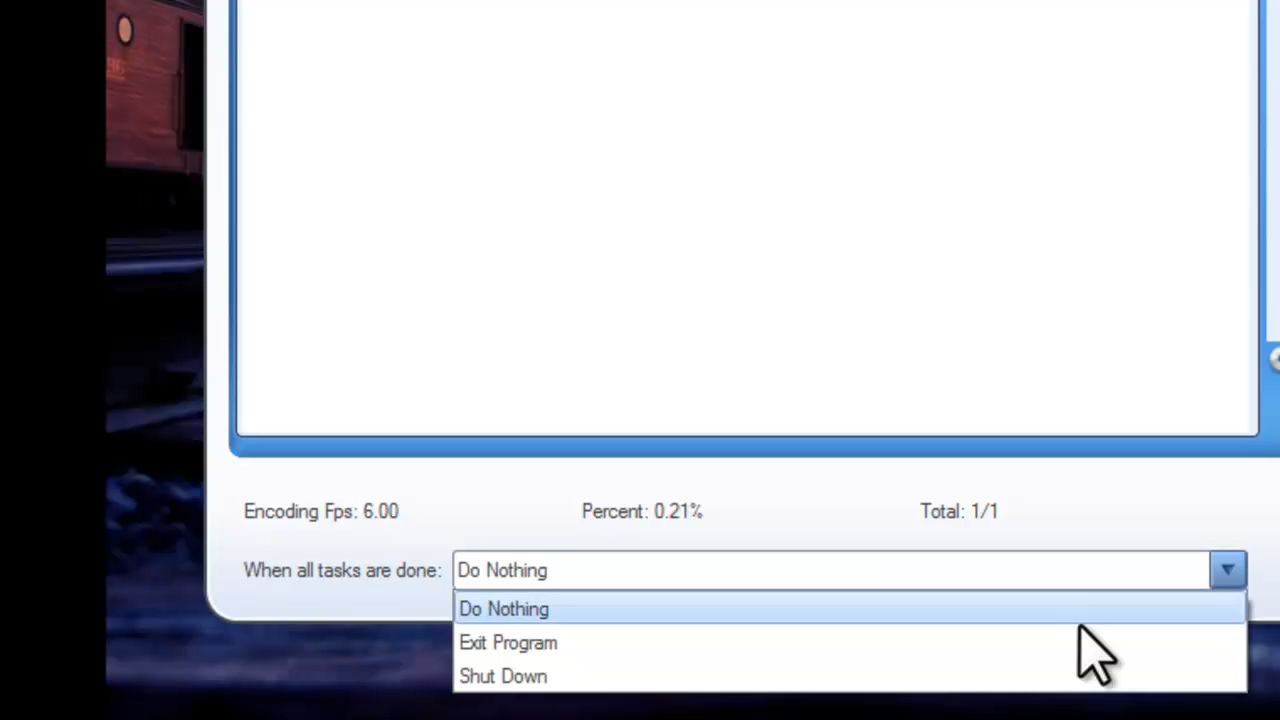 Encoding Fps: 6.00 Percent: 0.21% Total: 1/1
When all tasks are done: Do Nothing
Do Nothing
Exit Program
Shut Down